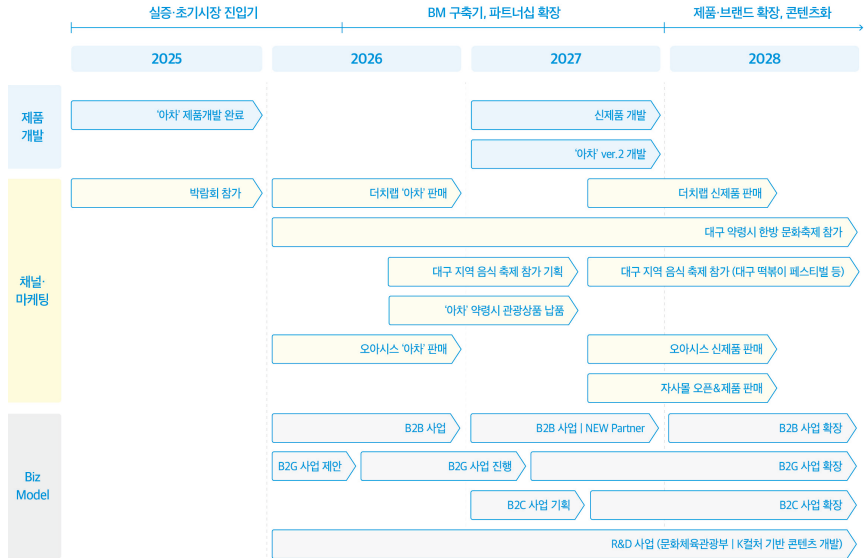 실증·초기시장 진입기
BM 구축기, 파트너십 확장
제품·브랜드 확장, 콘텐츠화
2025
2026
2027
2028
제품
개발
'아차' 제품개발 완료
신제품 개발
'아차' ver.2 개발
채널·
마케팅
박람회 참가
더치랩 '아차' 판매
더치랩 신제품 판매
대구 약령시 한방 문화축제 참가
대구 지역 음식 축제 참가 기획
대구 지역 음식 축제 참가 (대구 떡볶이 페스티벌 등)
'아차' 약령시 관광상품 납품
오아시스 '아차' 판매
오아시스 신제품 판매
자사몰 오픈&제품 판매
Biz
Model
B2B 사업
B2B 사업 | NEW Partner
B2B 사업 확장
B2G 사업 제안
B2G 사업 진행
B2G 사업 확장
B2C 사업 기획
B2C 사업 확장
R&D 사업 (문화체육관광부 | K컬처 기반 콘텐츠 개발)